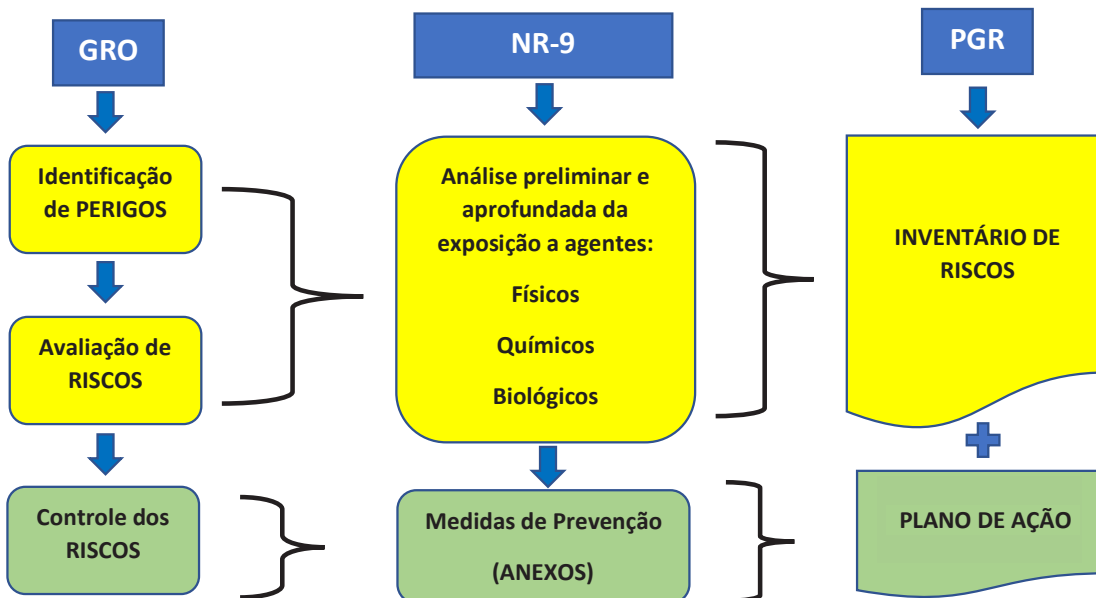 GRO
Identificação
de PERIGOS
Avaliação de
RISCOS
Controle dos
RISCOS
NR-9
Análise preliminar e
aprofundada da
exposição a agentes:
Físicos
Químicos
Biológicos
Medidas de Prevenção
(ANEXOS)
PGR
INVENTÁRIO DE
RISCOS
PLANO DE AÇÃO